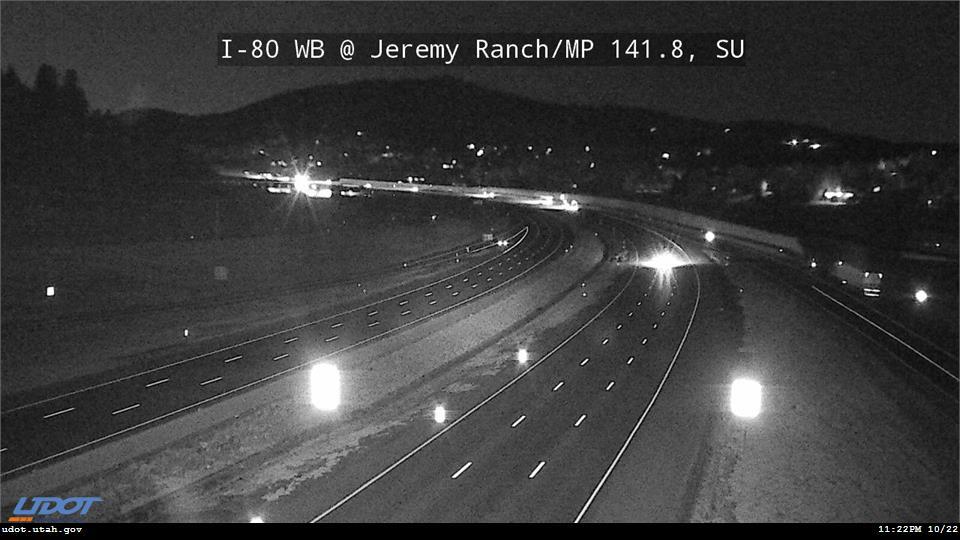 I-80 WB @ Jeremy Ranch/MP 141.8, SU
UDOT
udot.utah.gov 11:22PM 10/22